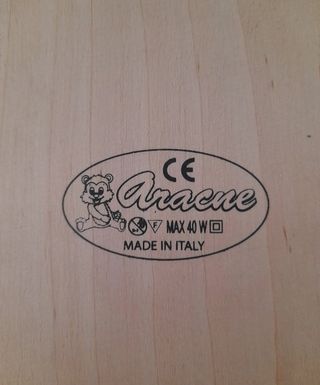 CE
Aracne
F MAX 40 W
MADE IN ITALY